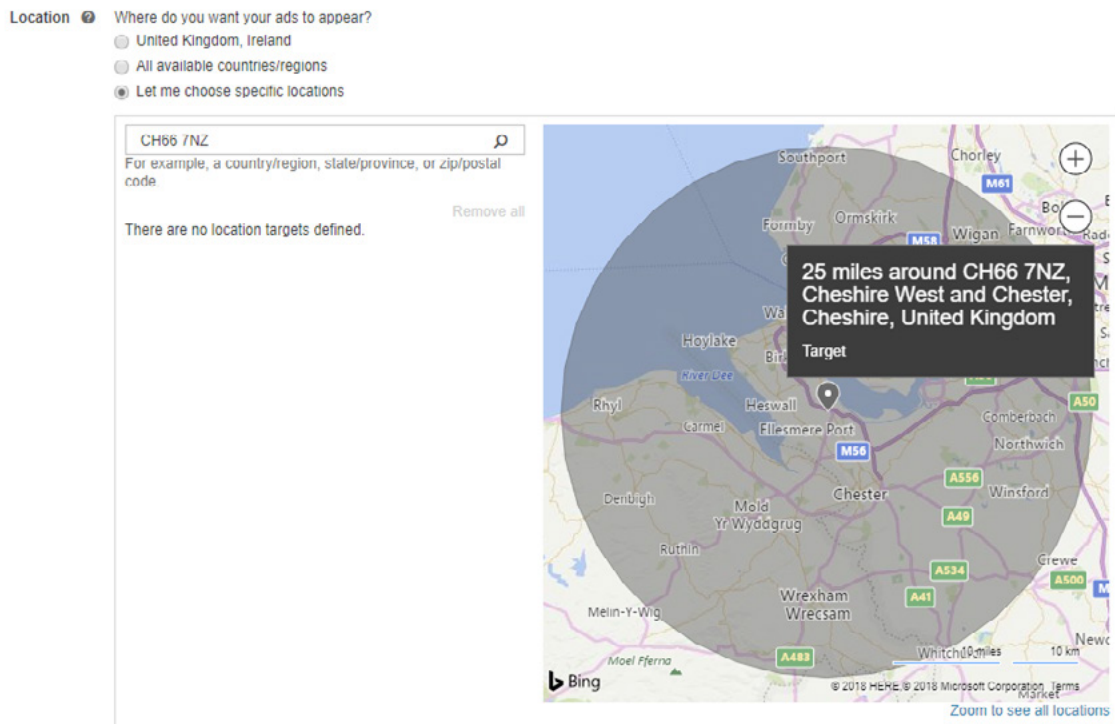 Location ? Where do you want your ads to appear?
United Kingdom, Ireland
All available countries/regions
Let me choose specific locations
CH66 7NZ
For example, a country/region, state/province, or zip/postal
code.
Remove all
There are no location targets defined.
Southport
Chorley
M61
Formby
Ormskirk
M58
Wigan
Farnwor
25 miles around CH66 7NZ,
Cheshire West and Chester,
Cheshire, United Kingdom
Target
Hoylake
River Dee
Rhyl
Heswall
A50
Carmel
Ellesmere Port
Comberbach
M56
Northwich
A556
Denbigh
Chester
Winsford
Mold
Yr Wyddgrug
A49
Ruthin
Crewe
A534
A500
Wrexham
Wrecsam
A41
Melin-Y-Wig
Moel Fferna
A483
Whitchurch
10 miles
10 km
Bing
© 2018 HERE, © 2018 Microsoft Corporation Terms
Market
Zoom to see all locations